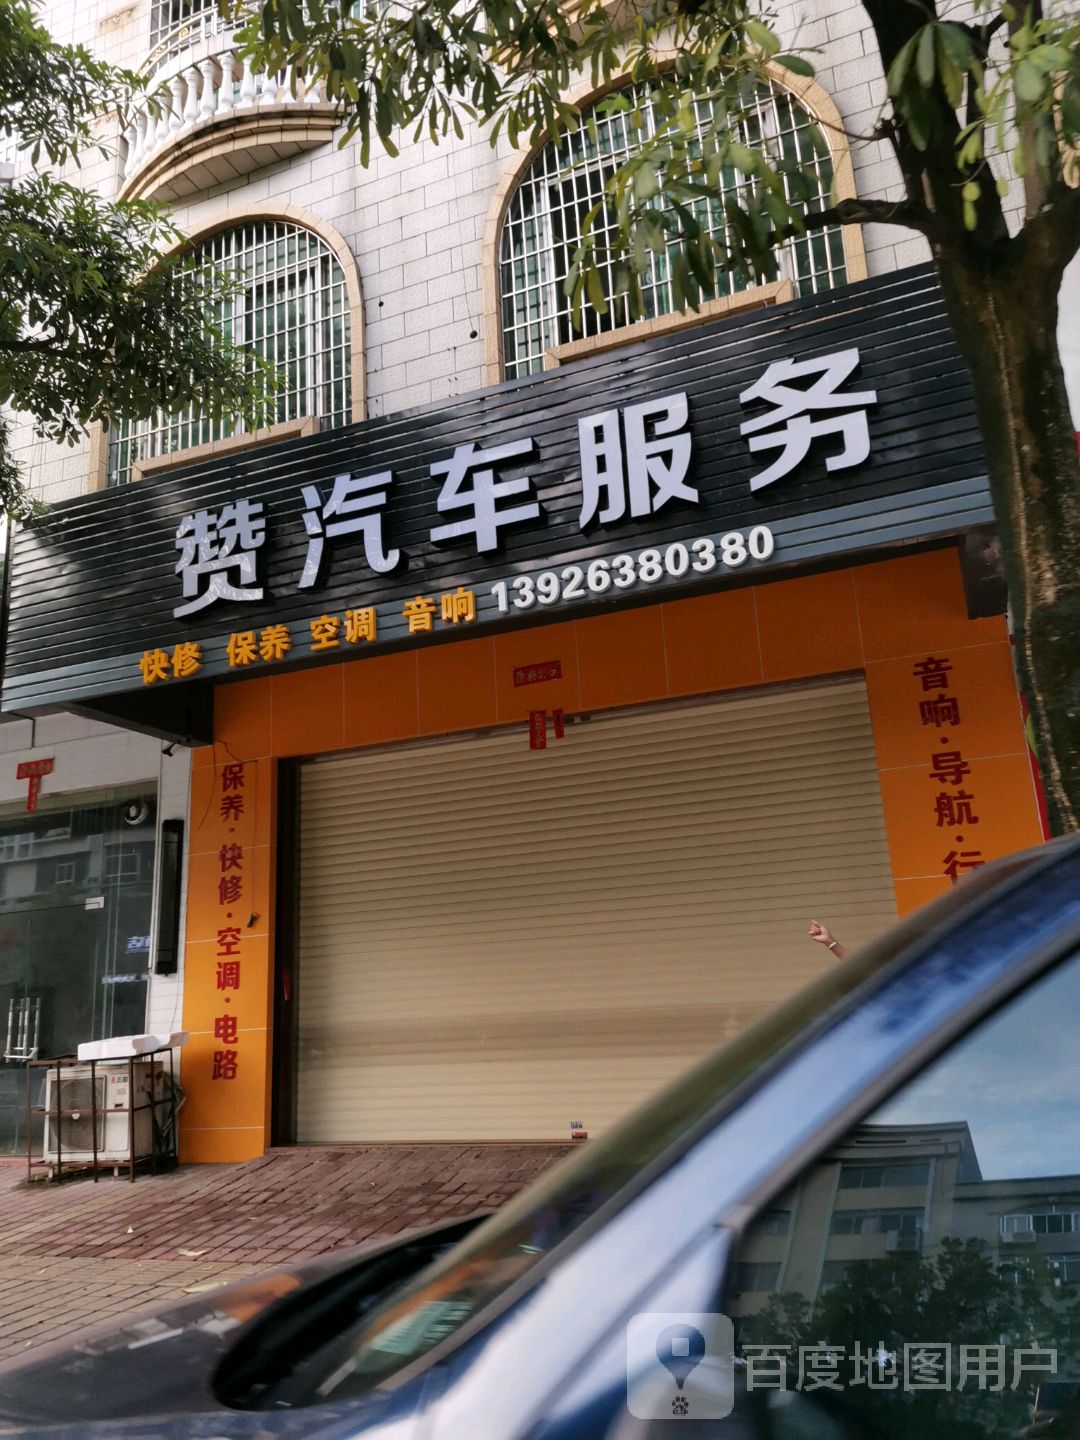 赞汽车服务
快修 保养 空调 音响 13926380380
保养·快修·空调·电路
音响·导航·行
百度地图用户